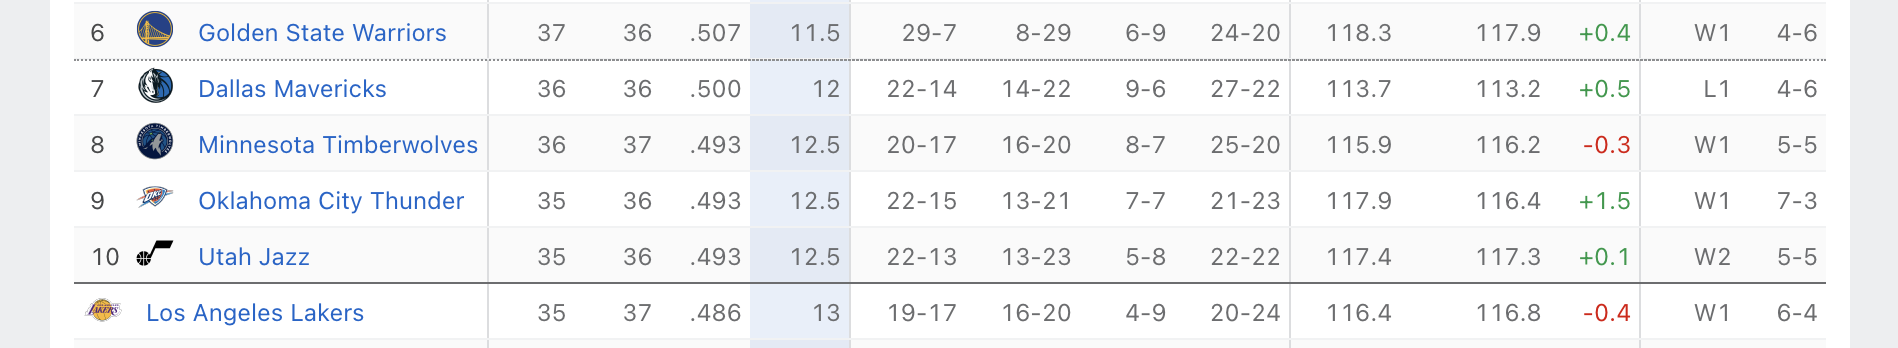 6 Golden State Warriors 37 36 .507 11.5 29-7 8-29 6-9 24-20 118.3 117.9 +0.4 W1 4-6
7 Dallas Mavericks 36 36 .500 12 22-14 14-22 9-6 27-22 113.7 113.2 +0.5 L1 4-6
8 Minnesota Timberwolves 36 37 .493 12.5 20-17 16-20 8-7 25-20 115.9 116.2 -0.3 W1 5-5
9 Oklahoma City Thunder 35 36 .493 12.5 22-15 13-21 7-7 21-23 117.9 116.4 +1.5 W1 7-3
10 Utah Jazz 35 36 .493 12.5 22-13 13-23 5-8 22-22 117.4 117.3 +0.1 W2 5-5
Los Angeles Lakers 35 37 .486 13 19-17 16-20 4-9 20-24 116.4 116.8 -0.4 W1 6-4